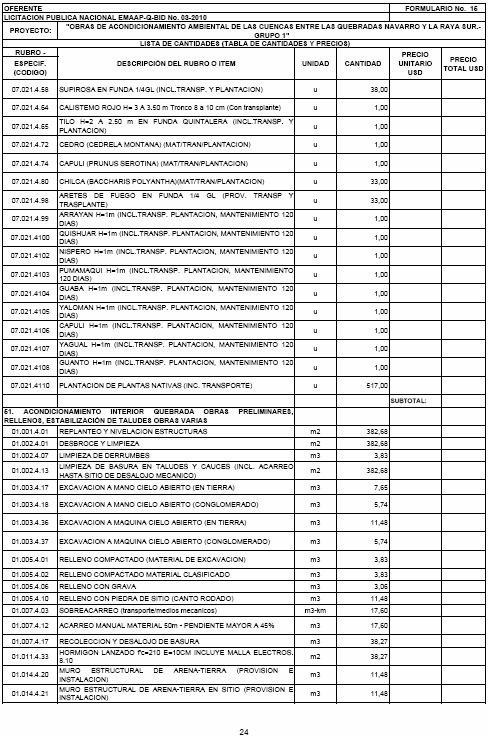 OFERENTE FORMULARIO No. 16
LICITACION PUBLICA NACIONAL EMAAP-Q-BID No. 03-2010
PROYECTO: "OBRAS DE ACONDICIONAMIENTO AMBIENTAL DE LAS CUENCAS ENTRE LAS QUEBRADAS NAVARRO Y LA RAYA SUR.-
GRUPO 1"
LISTA DE CANTIDADES (TABLA DE CANTIDADES Y PRECIOS)
RUBRO - ESPECIF. (CODIGO) DESCRIPCIÓN DEL RUBRO O ITEM UNIDAD CANTIDAD PRECIO UNITARIO USD PRECIO TOTAL USD
07.021.4.58 SUPIROSA EN FUNDA 1/4GL (INCL.TRANSP. Y PLANTACION) u 38,00
07.021.4.64 CALISTEMO ROJO H= 3 A 3.50 m Tronco 8 a 10 cm (Con transplante) u 1,00
07.021.4.65 TILO H=2 A 2.50 m EN FUNDA QUINTALERA (INCL.TRANSP. Y
PLANTACION) u 1,00
07.021.4.72 CEDRO (CEDRELA MONTANA) (MAT/TRAN/PLANTACION) u 1,00
07.021.4.74 CAPULI (PRUNUS SEROTINA) (MAT/TRAN/PLANTACION) u 1,00
07.021.4.80 CHILCA (BACCHARIS POLYANTHA)(MAT/TRAN/PLANTACION) u 33,00
07.021.4.98 ARETES DE FUEGO EN FUNDA 1/4 GL (PROV. TRANSP Y
TRASPLANTE) u 33,00
07.021.4.99 ARRAYAN H=1m (INCL.TRANSP. PLANTACION, MANTENIMIENTO 120
DIAS) u 1,00
07.021.4100 QUISHUAR H=1m (INCL.TRANSP. PLANTACION, MANTENIMIENTO 120
DIAS) u 1,00
07.021.4102 NISPERO H=1m (INCL.TRANSP. PLANTACION, MANTENIMIENTO 120
DIAS) u 1,00
07.021.4103 PUMAMAQUI H=1m (INCL.TRANSP. PLANTACION, MANTENIMIENTO
120 DIAS) u 1,00
07.021.4104 GUABA H=1m (INCL.TRANSP. PLANTACION, MANTENIMIENTO 120
DIAS) u 1,00
07.021.4105 YALOMAN H=1m (INCL.TRANSP. PLANTACION, MANTENIMIENTO 120
DIAS) u 1,00
07.021.4106 CAPULI H=1m (INCL.TRANSP. PLANTACION, MANTENIMIENTO 120
DIAS) u 1,00
07.021.4107 YAGUAL H=1m (INCL.TRANSP. PLANTACION, MANTENIMIENTO 120
DIAS) u 1,00
07.021.4108 GUANTO H=1m (INCL.TRANSP. PLANTACION, MANTENIMIENTO 120
DIAS) u 1,00
07.021.4110 PLANTACION DE PLANTAS NATIVAS (INC. TRANSPORTE) u 517,00
SUBTOTAL:
51. ACONDICIONAMIENTO INTERIOR QUEBRADA OBRAS PRELIMINARES,
RELLENOS, ESTABILIZACIÓN DE TALUDES OBRAS VARIAS
01.001.4.01 REPLANTEO Y NIVELACION ESTRUCTURAS m2 382,68
01.002.4.01 DESBROCE Y LIMPIEZA m2 382,68
01.002.4.07 LIMPIEZA DE DERRUMBES m3 3,83
01.002.4.13 LIMPIEZA DE BASURA EN TALUDES Y CAUCES (INCL. ACARREO
HASTA SITIO DE DESALOJO MECANICO) m2 382,68
01.003.4.17 EXCAVACION A MANO CIELO ABIERTO (EN TIERRA) m3 7,65
01.003.4.18 EXCAVACION A MANO CIELO ABIERTO (CONGLOMERADO) m3 5,74
01.003.4.36 EXCAVACION A MAQUINA CIELO ABIERTO (EN TIERRA) m3 11,48
01.003.4.37 EXCAVACION A MAQUINA CIELO ABIERTO (CONGLOMERADO) m3 5,74
01.005.4.01 RELLENO COMPACTADO (MATERIAL DE EXCAVACION) m3 3,83
01.005.4.02 RELLENO COMPACTADO MATERIAL CLASIFICADO m3 3,83
01.005.4.06 RELLENO CON GRAVA m3 3,06
01.005.4.10 RELLENO CON PIEDRA DE SITIO (CANTO RODADO) m3 11,48
01.007.4.03 SOBREACARREO (transporte/medios mecanicos) m3-km 17,60
01.007.4.12 ACARREO MANUAL MATERIAL 50m - PENDIENTE MAYOR A 45% m3 17,60
01.007.4.17 RECOLECCION Y DESALOJO DE BASURA m3 38,27
01.011.4.33 HORMIGON LANZADO f'c=210 E=10CM INCLUYE MALLA ELECTROS.
8.10 m2 38,27
01.014.4.20 MURO ESTRUCTURAL DE ARENA-TIERRA (PROVISION E
INSTALACION) m3 11,48
01.014.4.21 MURO ESTRUCTURAL DE ARENA-TIERRA EN SITIO (PROVISION E
INSTALACION) m3 11,48
24